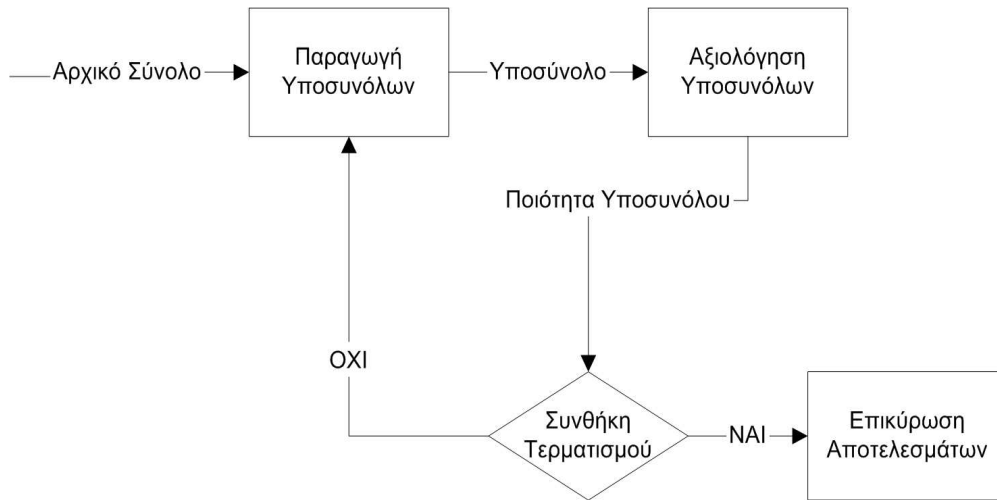 Αρχικό Σύνολο
Παραγωγή
Υποσυνόλων
Υποσύνολο
Αξιολόγηση
Υποσυνόλων
Ποιότητα Υποσυνόλου
ΟΧΙ
Συνθήκη
Τερματισμού
ΝΑΙ
Επικύρωση
Αποτελεσμάτων